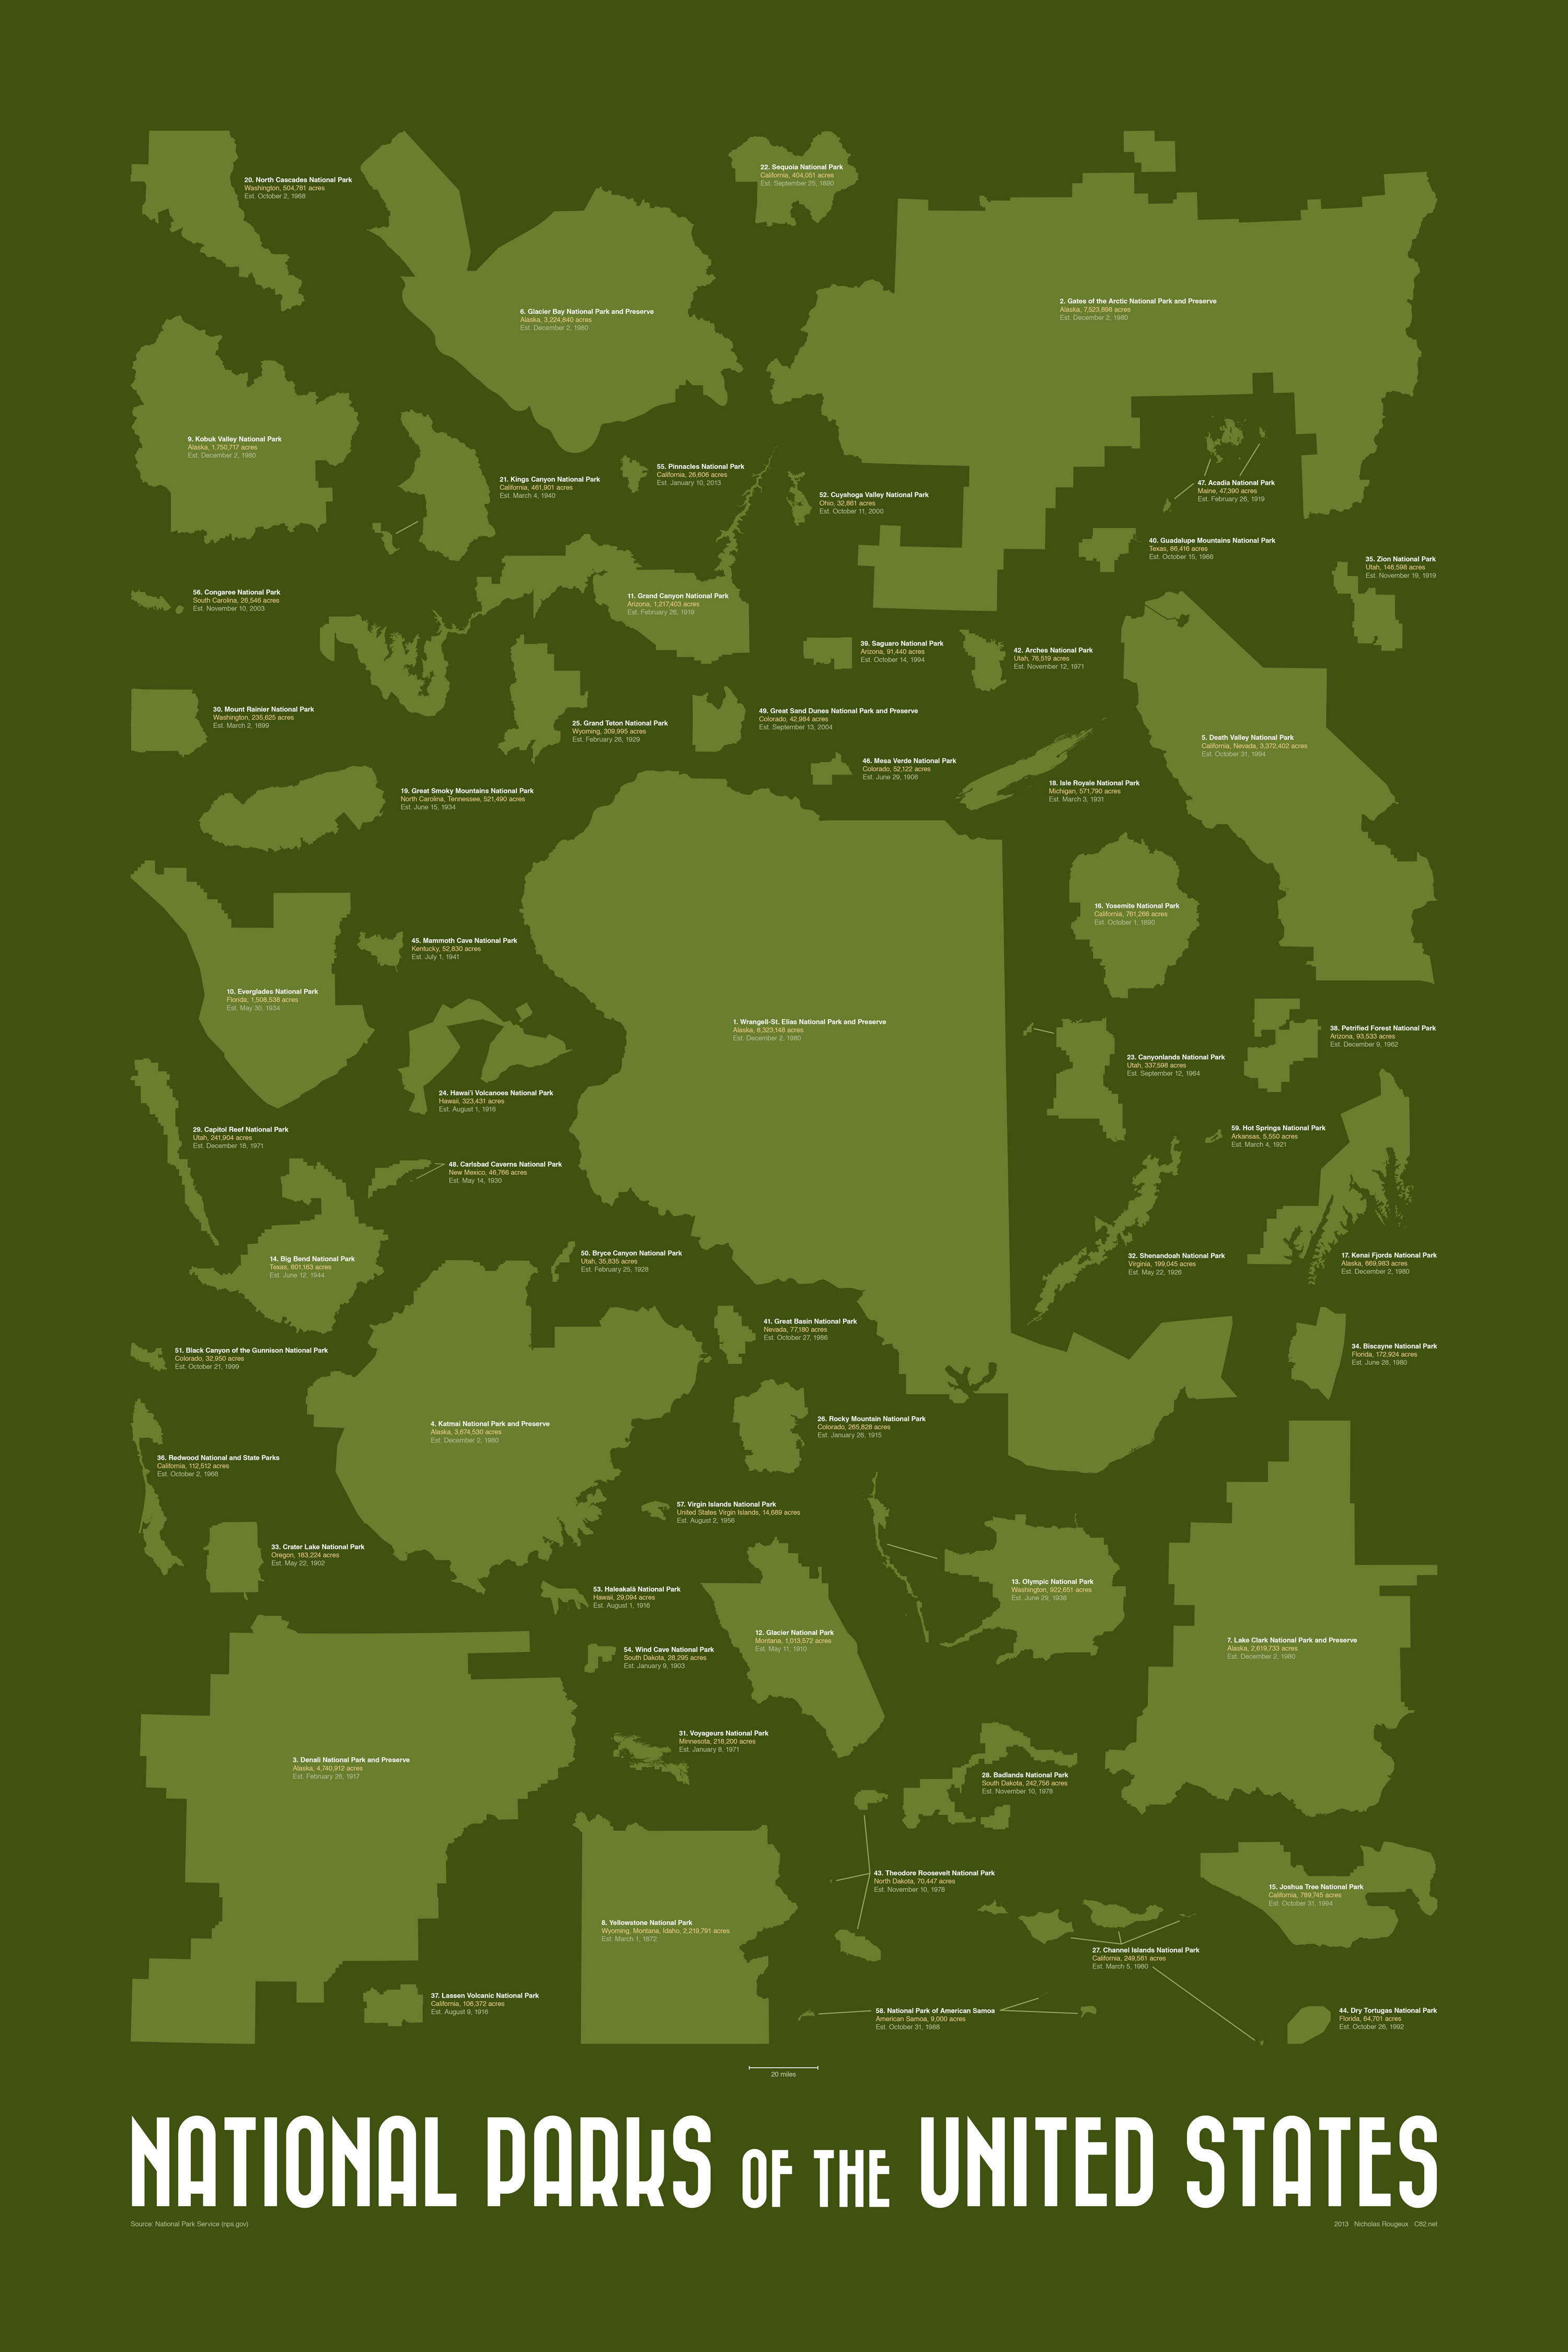 20. North Cascades National Park
Washington, 504,781 acres
Est. October 2, 1968
22. Sequoia National Park
California, 404,051 acres
Est. September 25, 1890
6. Glacier Bay National Park and Preserve
Alaska, 3,224,840 acres
Est. December 2, 1980
2. Gates of the Arctic National Park and Preserve
Alaska, 7,523,898 acres
Est. December 2, 1980
9. Kobuk Valley National Park
Alaska, 1,750,717 acres
Est. December 2, 1980
21. Kings Canyon National Park
California, 461,901 acres
Est. March 4, 1940
55. Pinnacles National Park
California, 26,606 acres
Est. January 10, 2013
52. Cuyahoga Valley National Park
Ohio, 32,861 acres
Est. October 11, 2000
47. Acadia National Park
Maine, 47,390 acres
Est. February 26, 1919
40. Guadalupe Mountains National Park
Texas, 86,416 acres
Est. October 15, 1966
35. Zion National Park
Utah, 146,598 acres
Est. November 19, 1919
56. Congaree National Park
South Carolina, 26,546 acres
Est. November 10, 2003
11. Grand Canyon National Park
Arizona, 1,217,403 acres
Est. February 26, 1919
39. Saguaro National Park
Arizona, 91,440 acres
Est. October 14, 1994
42. Arches National Park
Utah, 76,519 acres
Est. November 12, 1971
30. Mount Rainier National Park
Washington, 235,625 acres
Est. March 2, 1899
25. Grand Teton National Park
Wyoming, 309,995 acres
Est. February 26, 1929
49. Great Sand Dunes National Park and Preserve
Colorado, 42,984 acres
Est. September 13, 2004
5. Death Valley National Park
California, Nevada, 3,372,402 acres
Est. October 31, 1994
46. Mesa Verde National Park
Colorado, 52,122 acres
Est. June 29, 1906
18. Isle Royale National Park
Michigan, 571,790 acres
Est. March 3, 1931
19. Great Smoky Mountains National Park
North Carolina, Tennessee, 521,490 acres
Est. June 15, 1934
16. Yosemite National Park
California, 761,266 acres
Est. October 1, 1890
45. Mammoth Cave National Park
Kentucky, 52,830 acres
Est. July 1, 1941
10. Everglades National Park
Florida, 1,508,538 acres
Est. May 30, 1934
1. Wrangell-St. Elias National Park and Preserve
Alaska, 8,323,148 acres
Est. December 2, 1980
38. Petrified Forest National Park
Arizona, 93,533 acres
Est. December 9, 1962
23. Canyonlands National Park
Utah, 337,598 acres
Est. September 12, 1964
24. Hawai'i Volcanoes National Park
Hawaii, 323,431 acres
Est. August 1, 1916
29. Capitol Reef National Park
Utah, 241,904 acres
Est. December 18, 1971
59. Hot Springs National Park
Arkansas, 5,550 acres
Est. March 4, 1921
48. Carlsbad Caverns National Park
New Mexico, 46,766 acres
Est. May 14, 1930
14. Big Bend National Park
Texas, 801,163 acres
Est. June 12, 1944
50. Bryce Canyon National Park
Utah, 35,835 acres
Est. February 25, 1928
32. Shenandoah National Park
Virginia, 199,045 acres
Est. May 22, 1926
17. Kenai Fjords National Park
Alaska, 669,983 acres
Est. December 2, 1980
41. Great Basin National Park
Nevada, 77,180 acres
Est. October 27, 1986
51. Black Canyon of the Gunnison National Park
Colorado, 32,950 acres
Est. October 21, 1999
34. Biscayne National Park
Florida, 172,924 acres
Est. June 28, 1980
4. Katmai National Park and Preserve
Alaska, 3,674,530 acres
Est. December 2, 1980
26. Rocky Mountain National Park
Colorado, 265,828 acres
Est. January 26, 1915
36. Redwood National and State Parks
California, 112,512 acres
Est. October 2, 1968
57. Virgin Islands National Park
United States Virgin Islands, 14,689 acres
Est. August 2, 1956
33. Crater Lake National Park
Oregon, 183,224 acres
Est. May 22, 1902
53. Haleakalā National Park
Hawaii, 29,094 acres
Est. August 1, 1916
13. Olympic National Park
Washington, 922,651 acres
Est. June 29, 1938
12. Glacier National Park
Montana, 1,013,572 acres
Est. May 11, 1910
7. Lake Clark National Park and Preserve
Alaska, 2,619,733 acres
Est. December 2, 1980
54. Wind Cave National Park
South Dakota, 28,295 acres
Est. January 9, 1903
31. Voyageurs National Park
Minnesota, 218,200 acres
Est. January 8, 1971
3. Denali National Park and Preserve
Alaska, 4,740,912 acres
Est. February 26, 1917
28. Badlands National Park
South Dakota, 242,756 acres
Est. November 10, 1978
43. Theodore Roosevelt National Park
North Dakota, 70,447 acres
Est. November 10, 1978
15. Joshua Tree National Park
California, 789,745 acres
Est. October 31, 1994
8. Yellowstone National Park
Wyoming, Montana, Idaho, 2,219,791 acres
Est. March 1, 1872
27. Channel Islands National Park
California, 249,561 acres
Est. March 5, 1980
37. Lassen Volcanic National Park
California, 106,372 acres
Est. August 9, 1916
58. National Park of American Samoa
American Samoa, 9,000 acres
Est. October 31, 1988
44. Dry Tortugas National Park
Florida, 64,701 acres
Est. October 26, 1992
20 miles
NATIONAL PARKS OF THE UNITED STATES
Source: National Park Service (nps.gov)
2013 Nicholas Rougeux C82.net